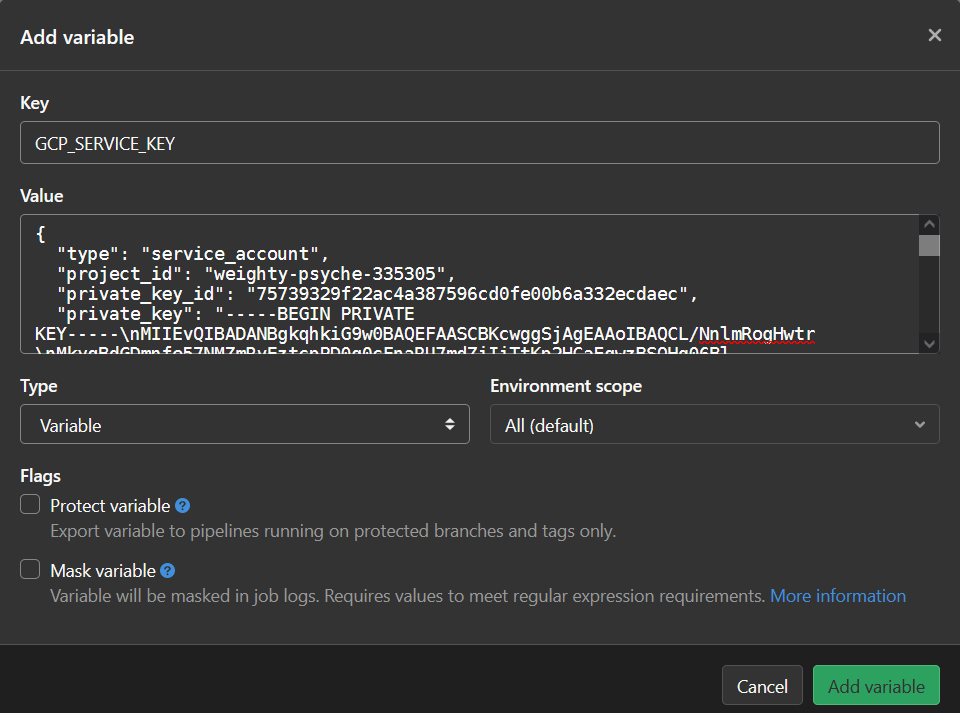 Add variable
Key
GCP_SERVICE_KEY
Value
{
"type": "service_account",
"project_id": "weighty-psyche-335305",
"private_key_id": "75739329f22ac4a387596cd0fe00b6a332ecdaec",
"private_key": "-----BEGIN PRIVATE
KEY-----\nMIIEvQIBADANBgkqhkiG9w0BAQEFAASCBKcwggSjAgEAAoIBAQCL/NnlmRogHwtr
Type
Environment scope
Variable
All (default)
Flags
Protect variable ?
Export variable to pipelines running on protected branches and tags only.
Mask variable ?
Variable will be masked in job logs. Requires values to meet regular expression requirements. More information
Cancel
Add variable